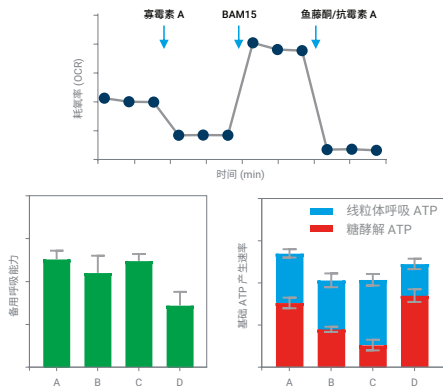 寡霉素 A
BAM15
鱼藤酮/抗霉素 A
耗氧率 (OCR)
时间 (min)
备用呼吸能力
A
B
C
D
基础 ATP 产生速率
线粒体呼吸 ATP
糖酵解 ATP
A
B
C
D